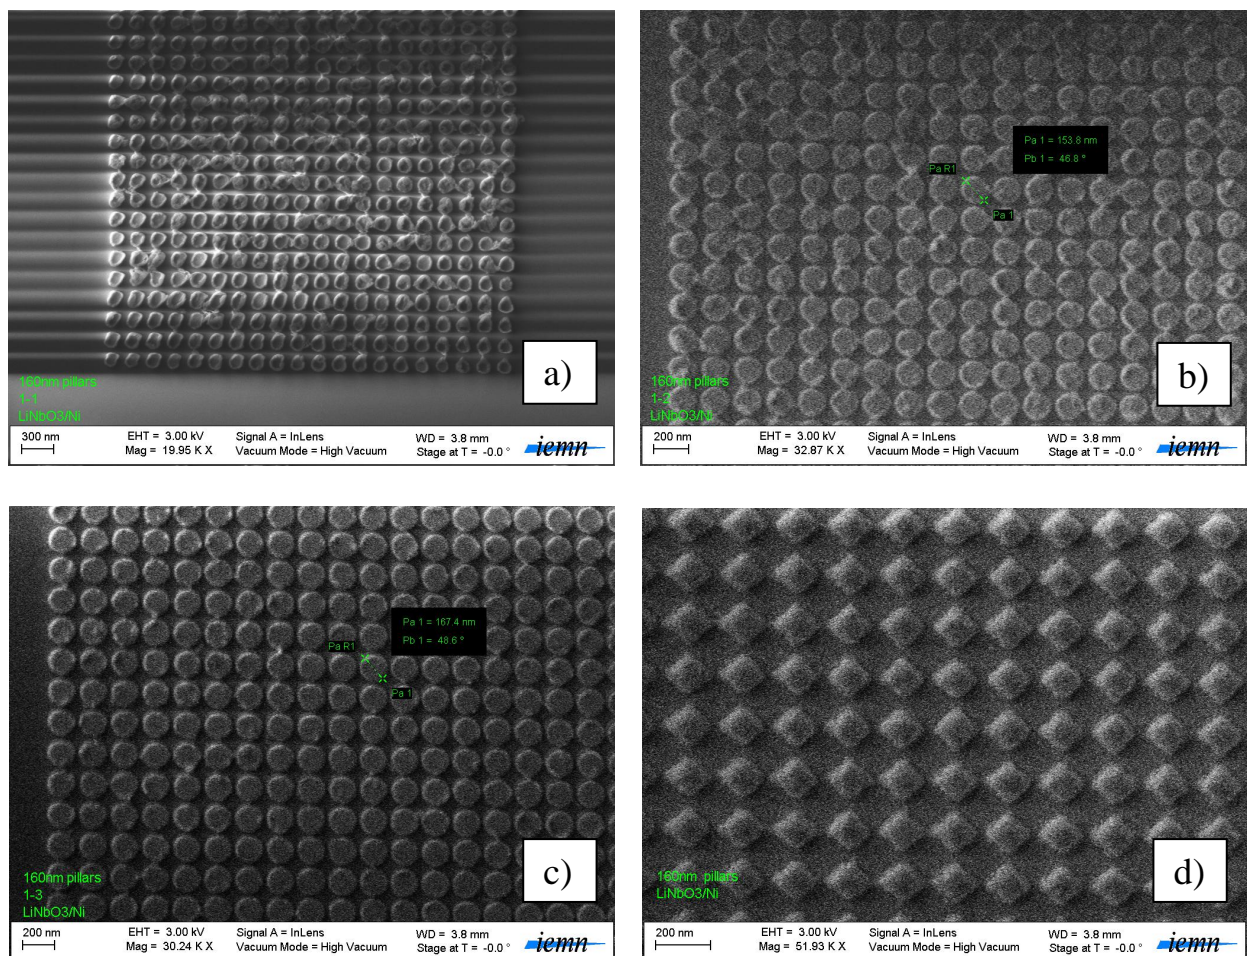 a)
160nm pillars
1-1
LiNbO3/Ni
300 nm
EHT = 3.00 kV
Mag = 19.95 K X
Signal A = InLens
Vacuum Mode = High Vacuum
WD = 3.8 mm
Stage at T = -0.0 °
iemn
Pa 1 = 153.8 nm
Pb 1 = 46.8 °
Pa R1
Pa 1
b)
160nm pillars
1-2
LiNbO3/Ni
200 nm
EHT = 3.00 kV
Mag = 32.87 K X
Signal A = InLens
Vacuum Mode = High Vacuum
WD = 3.8 mm
Stage at T = -0.0 °
iemn
Pa 1 = 167.4 nm
Pb 1 = 48.6 °
Pa R1
Pa 1
c)
160nm pillars
1-3
LiNbO3/Ni
200 nm
EHT = 3.00 kV
Mag = 30.24 K X
Signal A = InLens
Vacuum Mode = High Vacuum
WD = 3.8 mm
Stage at T = -0.0 °
iemn
d)
160nm pillars
LiNbO3/Ni
200 nm
EHT = 3.00 kV
Mag = 51.93 K X
Signal A = InLens
Vacuum Mode = High Vacuum
WD = 3.8 mm
Stage at T = -0.0 °
iemn